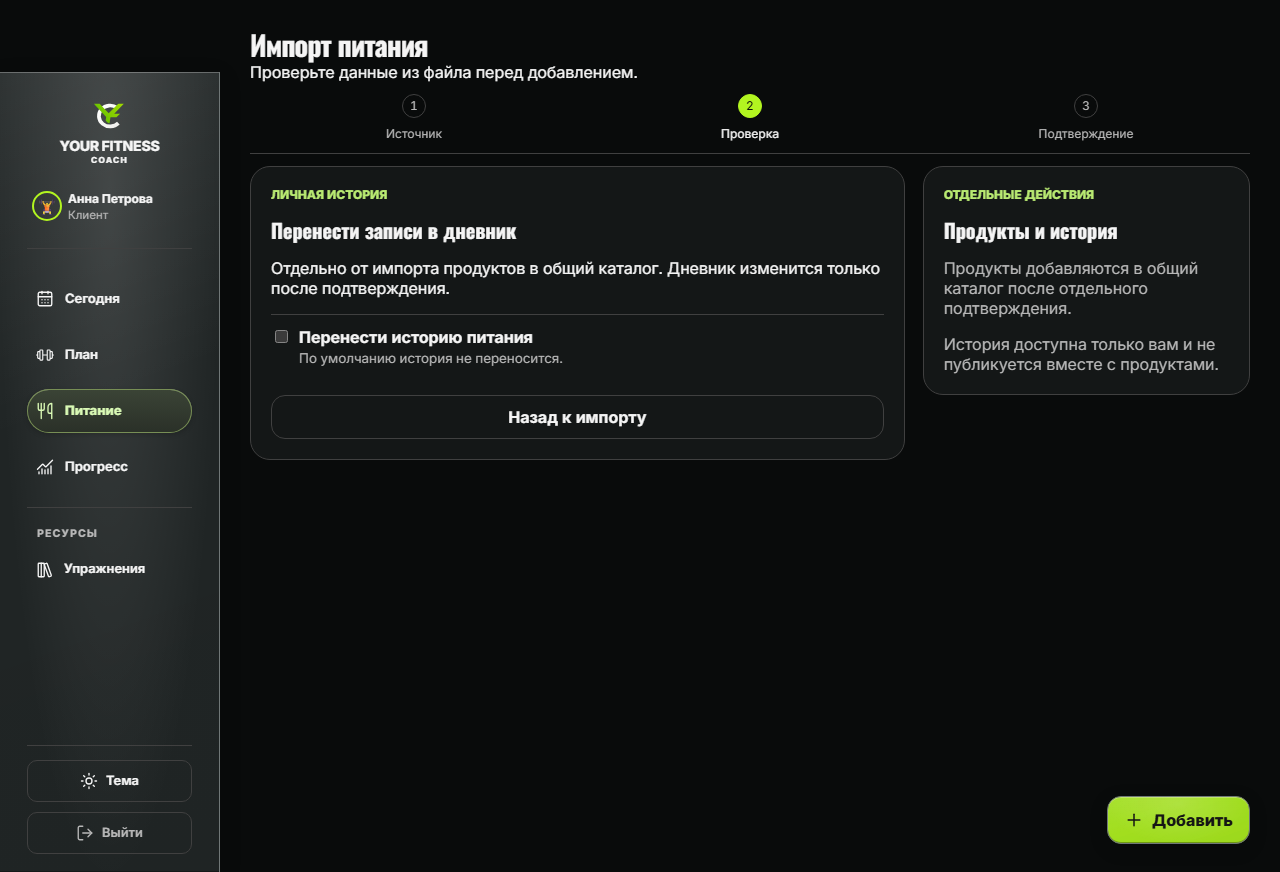 Импорт питания
Проверьте данные из файла перед добавлением.
1
Источник
2
Проверка
3
Подтверждение
YOUR FITNESS
COACH
Анна Петрова
Клиент
Сегодня
План
Питание
Прогресс
РЕСУРСЫ
Упражнения
Тема
Выйти
ЛИЧНАЯ ИСТОРИЯ
Перенести записи в дневник
Отдельно от импорта продуктов в общий каталог. Дневник изменится только
после подтверждения.
Перенести историю питания
По умолчанию история не переносится.
Назад к импорту
ОТДЕЛЬНЫЕ ДЕЙСТВИЯ
Продукты и история
Продукты добавляются в общий
каталог после отдельного
подтверждения.
История доступна только вам и не
публикуется вместе с продуктами.
Добавить